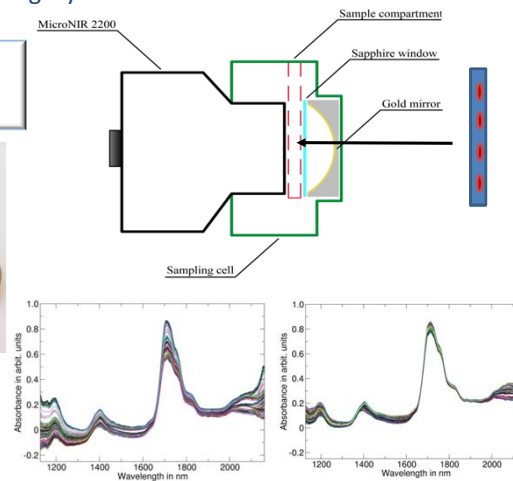 Sample compartment
MicroNIR 2200
Sapphire window
Gold mirror
Sampling cell
1.0
0.8
0.6
0.4
0.2
0
-0.2
Absorbance in arbit. units
1200 1400 1600 1800 2000
Wavelength in nm
1.0
0.8
0.6
0.4
0.2
0
-0.2
Absorbance in arbit. units
1200 1400 1600 1800 2000
Wavelength in nm